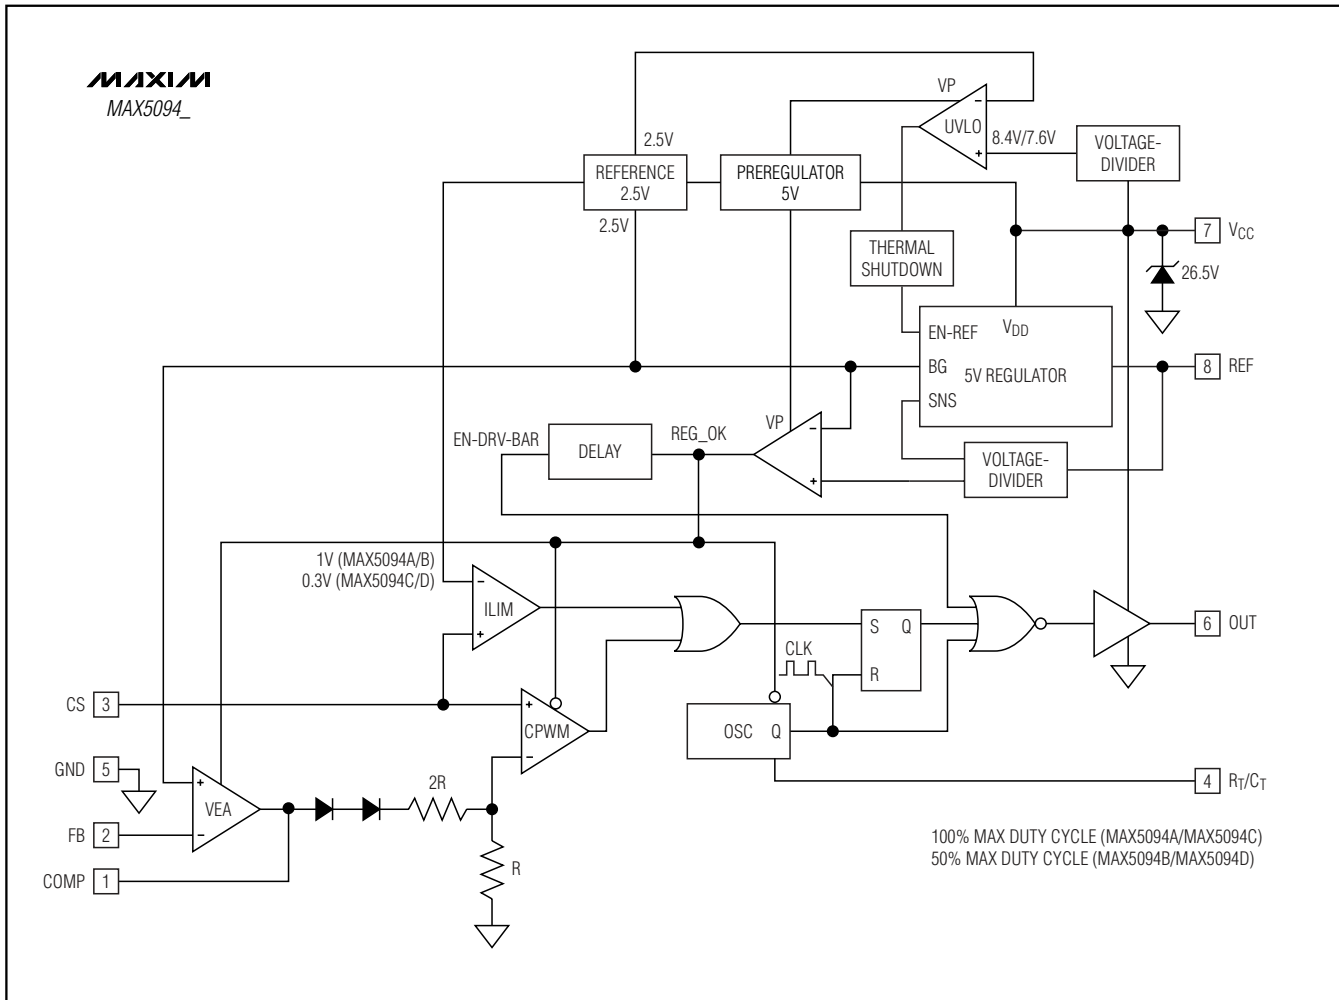 MAXIM
MAX5094_
2.5V
REFERENCE
2.5V
2.5V
PREREGULATOR
5V
VP
-
UVLO
+
8.4V/7.6V
VOLTAGE-
DIVIDER
THERMAL
SHUTDOWN
7
VCC
26.5V
EN-REF
VDD
BG
5V REGULATOR
SNS
8
REF
EN-DRV-BAR
DELAY
REG_OK
VP
-
+
VOLTAGE-
DIVIDER
1V (MAX5094A/B)
0.3V (MAX5094C/D)
-
ILIM
+
S
Q
R
CLK
6
OUT
CS
3
+
CPWM
-
OSC
Q
GND
5
4
RT/CT
+
VEA
-
2R
FB
2
R
COMP
1
100% MAX DUTY CYCLE (MAX5094A/MAX5094C)
50% MAX DUTY CYCLE (MAX5094B/MAX5094D)